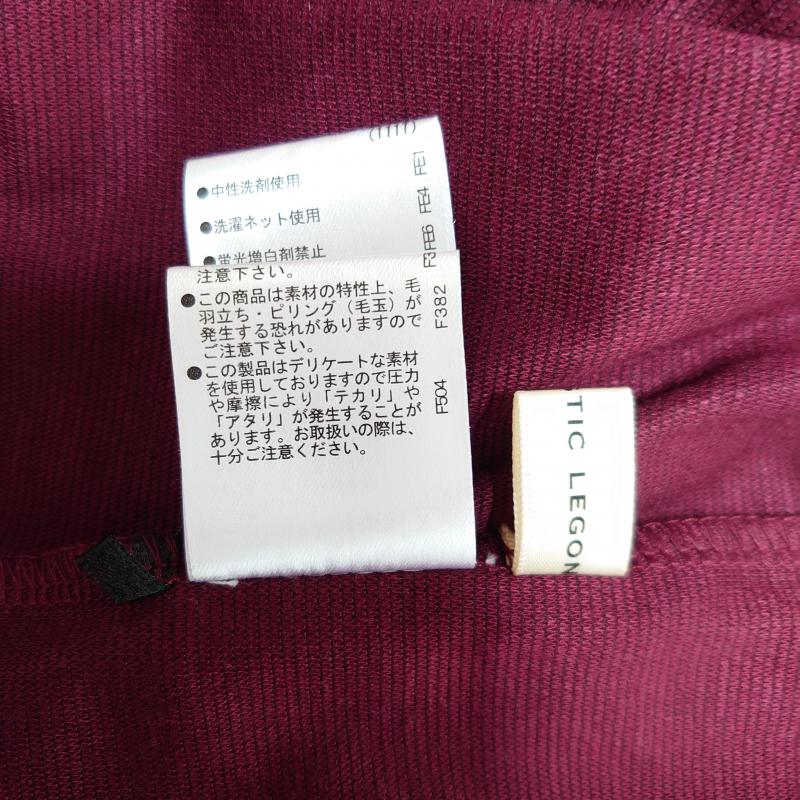 (1111)
●中性洗剤使用 FE1
●洗濯ネット使用 FE4
●蛍光増白剤禁止 F3FE6
注意下さい。
●この商品は素材の特性上、毛
羽立ち・ピリング（毛玉）が
発生する恐れがありますので
ご注意下さい。 F382
●この製品はデリケートな素材
を使用しておりますので圧力
や摩擦により「テカリ」や
「アタリ」が発生することが
あります。お取扱いの際は、
十分ご注意ください。 F504
TIC LEGON